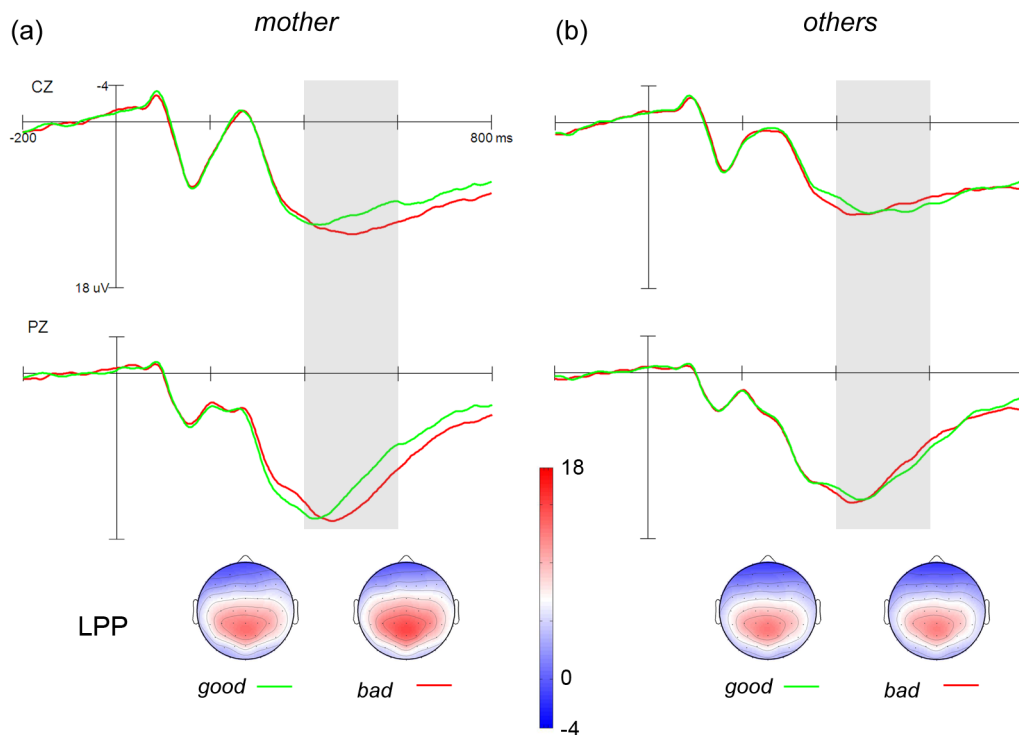 (a)
mother
(b)
others
CZ
-4
-200
800 ms
18 uV
PZ
18
0
-4
LPP
good
bad
good
bad